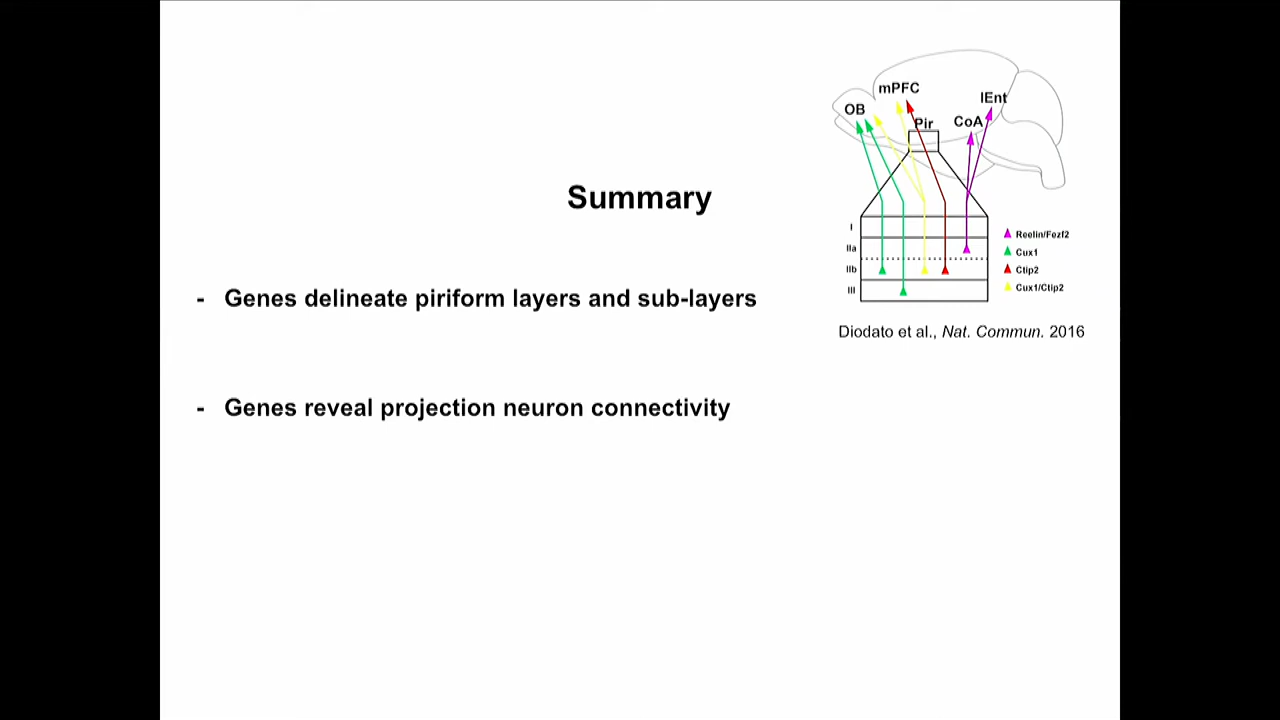 mPFC
lEnt
OB
CoA
Pir
I
IIa
IIb
III
Reelin/Fezf2
Cux1
Ctip2
Cux1/Ctip2
Diodato et al., Nat. Commun. 2016
Summary
- Genes delineate piriform layers and sub-layers
- Genes reveal projection neuron connectivity